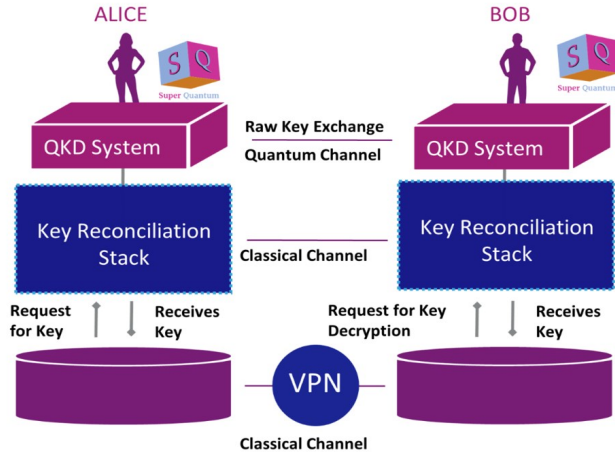 ALICE
BOB
S Q
Super Quantum
S Q
Super Quantum
QKD System
Raw Key Exchange
Quantum Channel
QKD System
Key Reconciliation
Stack
Classical Channel
Key Reconciliation
Stack
Request
for Key
Receives
Key
Request for Key
Decryption
Receives
Key
VPN
Classical Channel